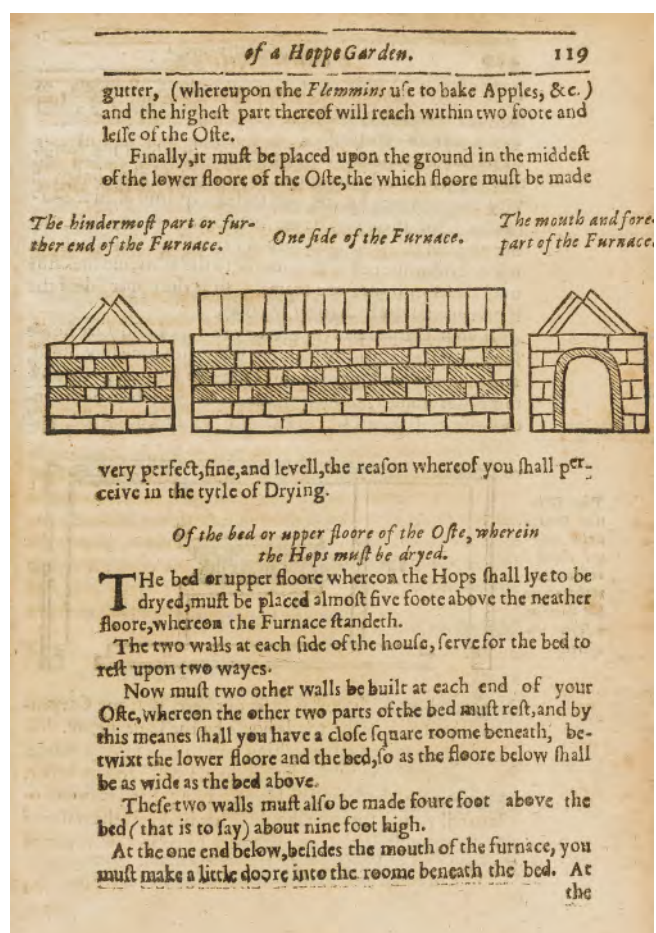 of a Hoppe Garden. 119
gutter, (whereupon the Flemmins uſe to bake Apples, &c.)
and the higheſt part thereof will reach within two foote and
leſſe of the Oſte.
Finally, it muſt be placed upon the ground in the middeſt
of the lower floore of the Oſte, the which floore muſt be made
The hindermoſt part or fur-
ther end of the Furnace.
One ſide of the Furnace.
The mouth and fore-
part of the Furnace.
very perfect, fine, and levell, the reaſon whereof you ſhall per-
ceive in the tytle of Drying.
Of the bed or upper floore of the Oſte, wherein
the Hops muſt be dryed.
THe bed or upper floore whereon the Hops ſhall lye to be
dryed, muſt be placed almoſt five foote above the neather
floore, whereon the Furnace ſtandeth.
The two walls at each ſide of the houſe, ſerve for the bed to
reſt upon two wayes.
Now muſt two other walls be built at each end of your
Oſte, whereon the other two parts of the bed muſt reſt, and by
this meanes ſhall you have a cloſe ſquare roome beneath, be-
twixt the lower floore and the bed, ſo as the floore below ſhall
be as wide as the bed above.
Theſe two walls muſt alſo be made foure foot above the
bed (that is to ſay) about nine foot high.
At the one end below, beſides the mouth of the furnace, you
muſt make a little doore into the roome beneath the bed. At
the